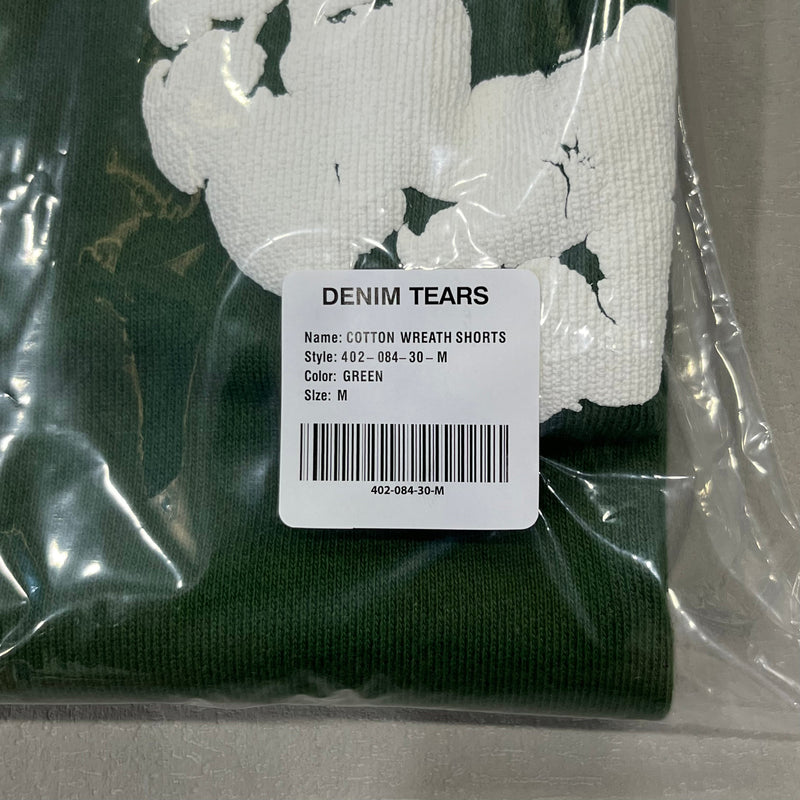 DENIM TEARS
Name: COTTON WREATH SHORTS
Style: 402-084-30-M
Color: GREEN
SIze: M
402-084-30-M